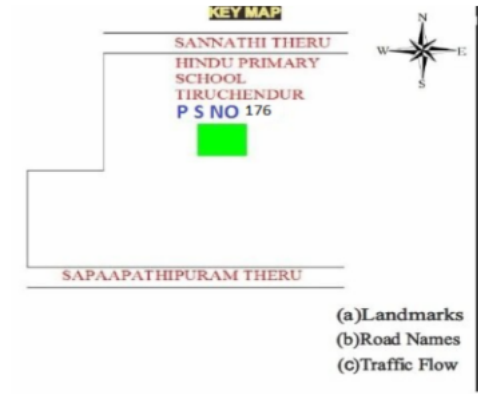 KEY MAP
N
SANNATHI THERU
W E
HINDU PRIMARY
SCHOOL
TIRUCHENDUR
S
P S NO 176
SAPAAPATHIPURAM THERU
(a)Landmarks
(b)Road Names
(c)Traffic Flow